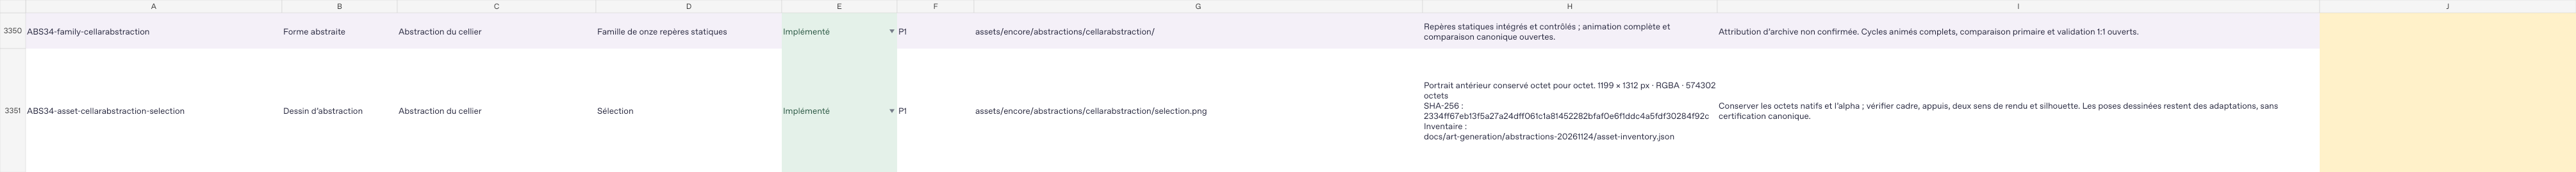 A B C D E F G H I J
3350 ABS34-family-cellarabstraction Forme abstraite Abstraction du cellier Famille de onze repères statiques Implémenté P1 assets/encore/abstractions/cellarabstraction/ Repères statiques intégrés et contrôlés ; animation complète et
comparaison canonique ouvertes.
Attribution d’archive non confirmée. Cycles animés complets, comparaison primaire et validation 1:1 ouverts.
3351 ABS34-asset-cellarabstraction-selection Dessin d’abstraction Abstraction du cellier Sélection Implémenté P1 assets/encore/abstractions/cellarabstraction/selection.png
Portrait antérieur conservé octet pour octet. 1199 × 1312 px · RGBA · 574302
octets
SHA-256 :
2334ff67eb13f5a27a24dff061c1a81452282bfaf0e6f1ddc4a5fdf30284f92c
Inventaire :
docs/art-generation/abstractions-20261124/asset-inventory.json
Conserver les octets natifs et l’alpha ; vérifier cadre, appuis, deux sens de rendu et silhouette. Les poses dessinées restent des adaptations, sans
certification canonique.